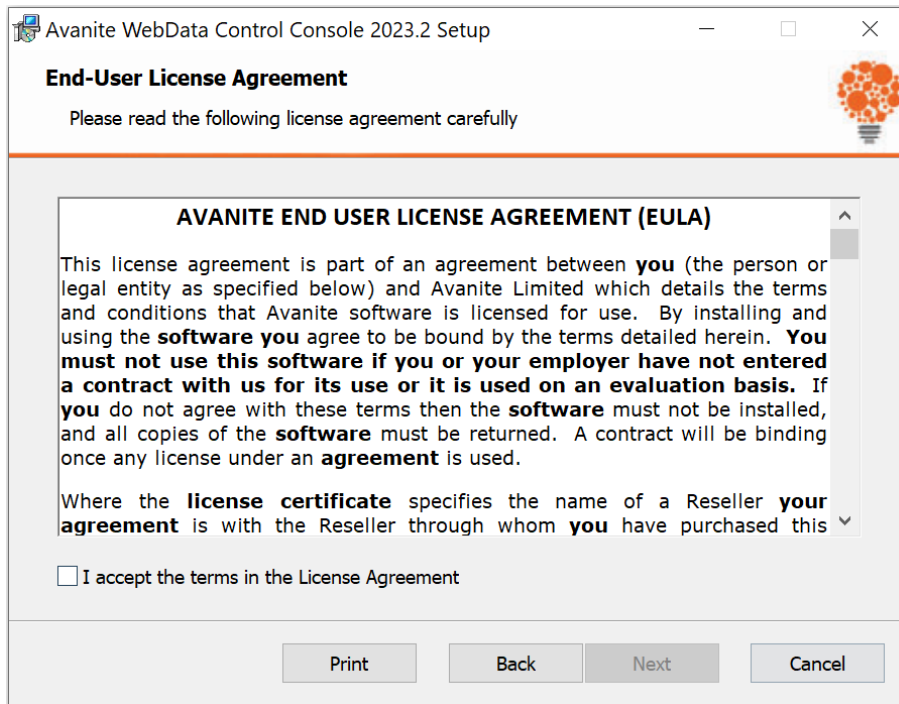 Avanite WebData Control Console 2023.2 Setup
End-User License Agreement
Please read the following license agreement carefully
AVANITE END USER LICENSE AGREEMENT (EULA)
This license agreement is part of an agreement between you (the person or
legal entity as specified below) and Avanite Limited which details the terms
and conditions that Avanite software is licensed for use. By installing and
using the software you agree to be bound by the terms detailed herein. You
must not use this software if you or your employer have not entered
a contract with us for its use or it is used on an evaluation basis. If
you do not agree with these terms then the software must not be installed,
and all copies of the software must be returned. A contract will be binding
once any license under an agreement is used.
Where the license certificate specifies the name of a Reseller your
agreement is with the Reseller through whom you have purchased this
I accept the terms in the License Agreement
Print
Back
Next
Cancel